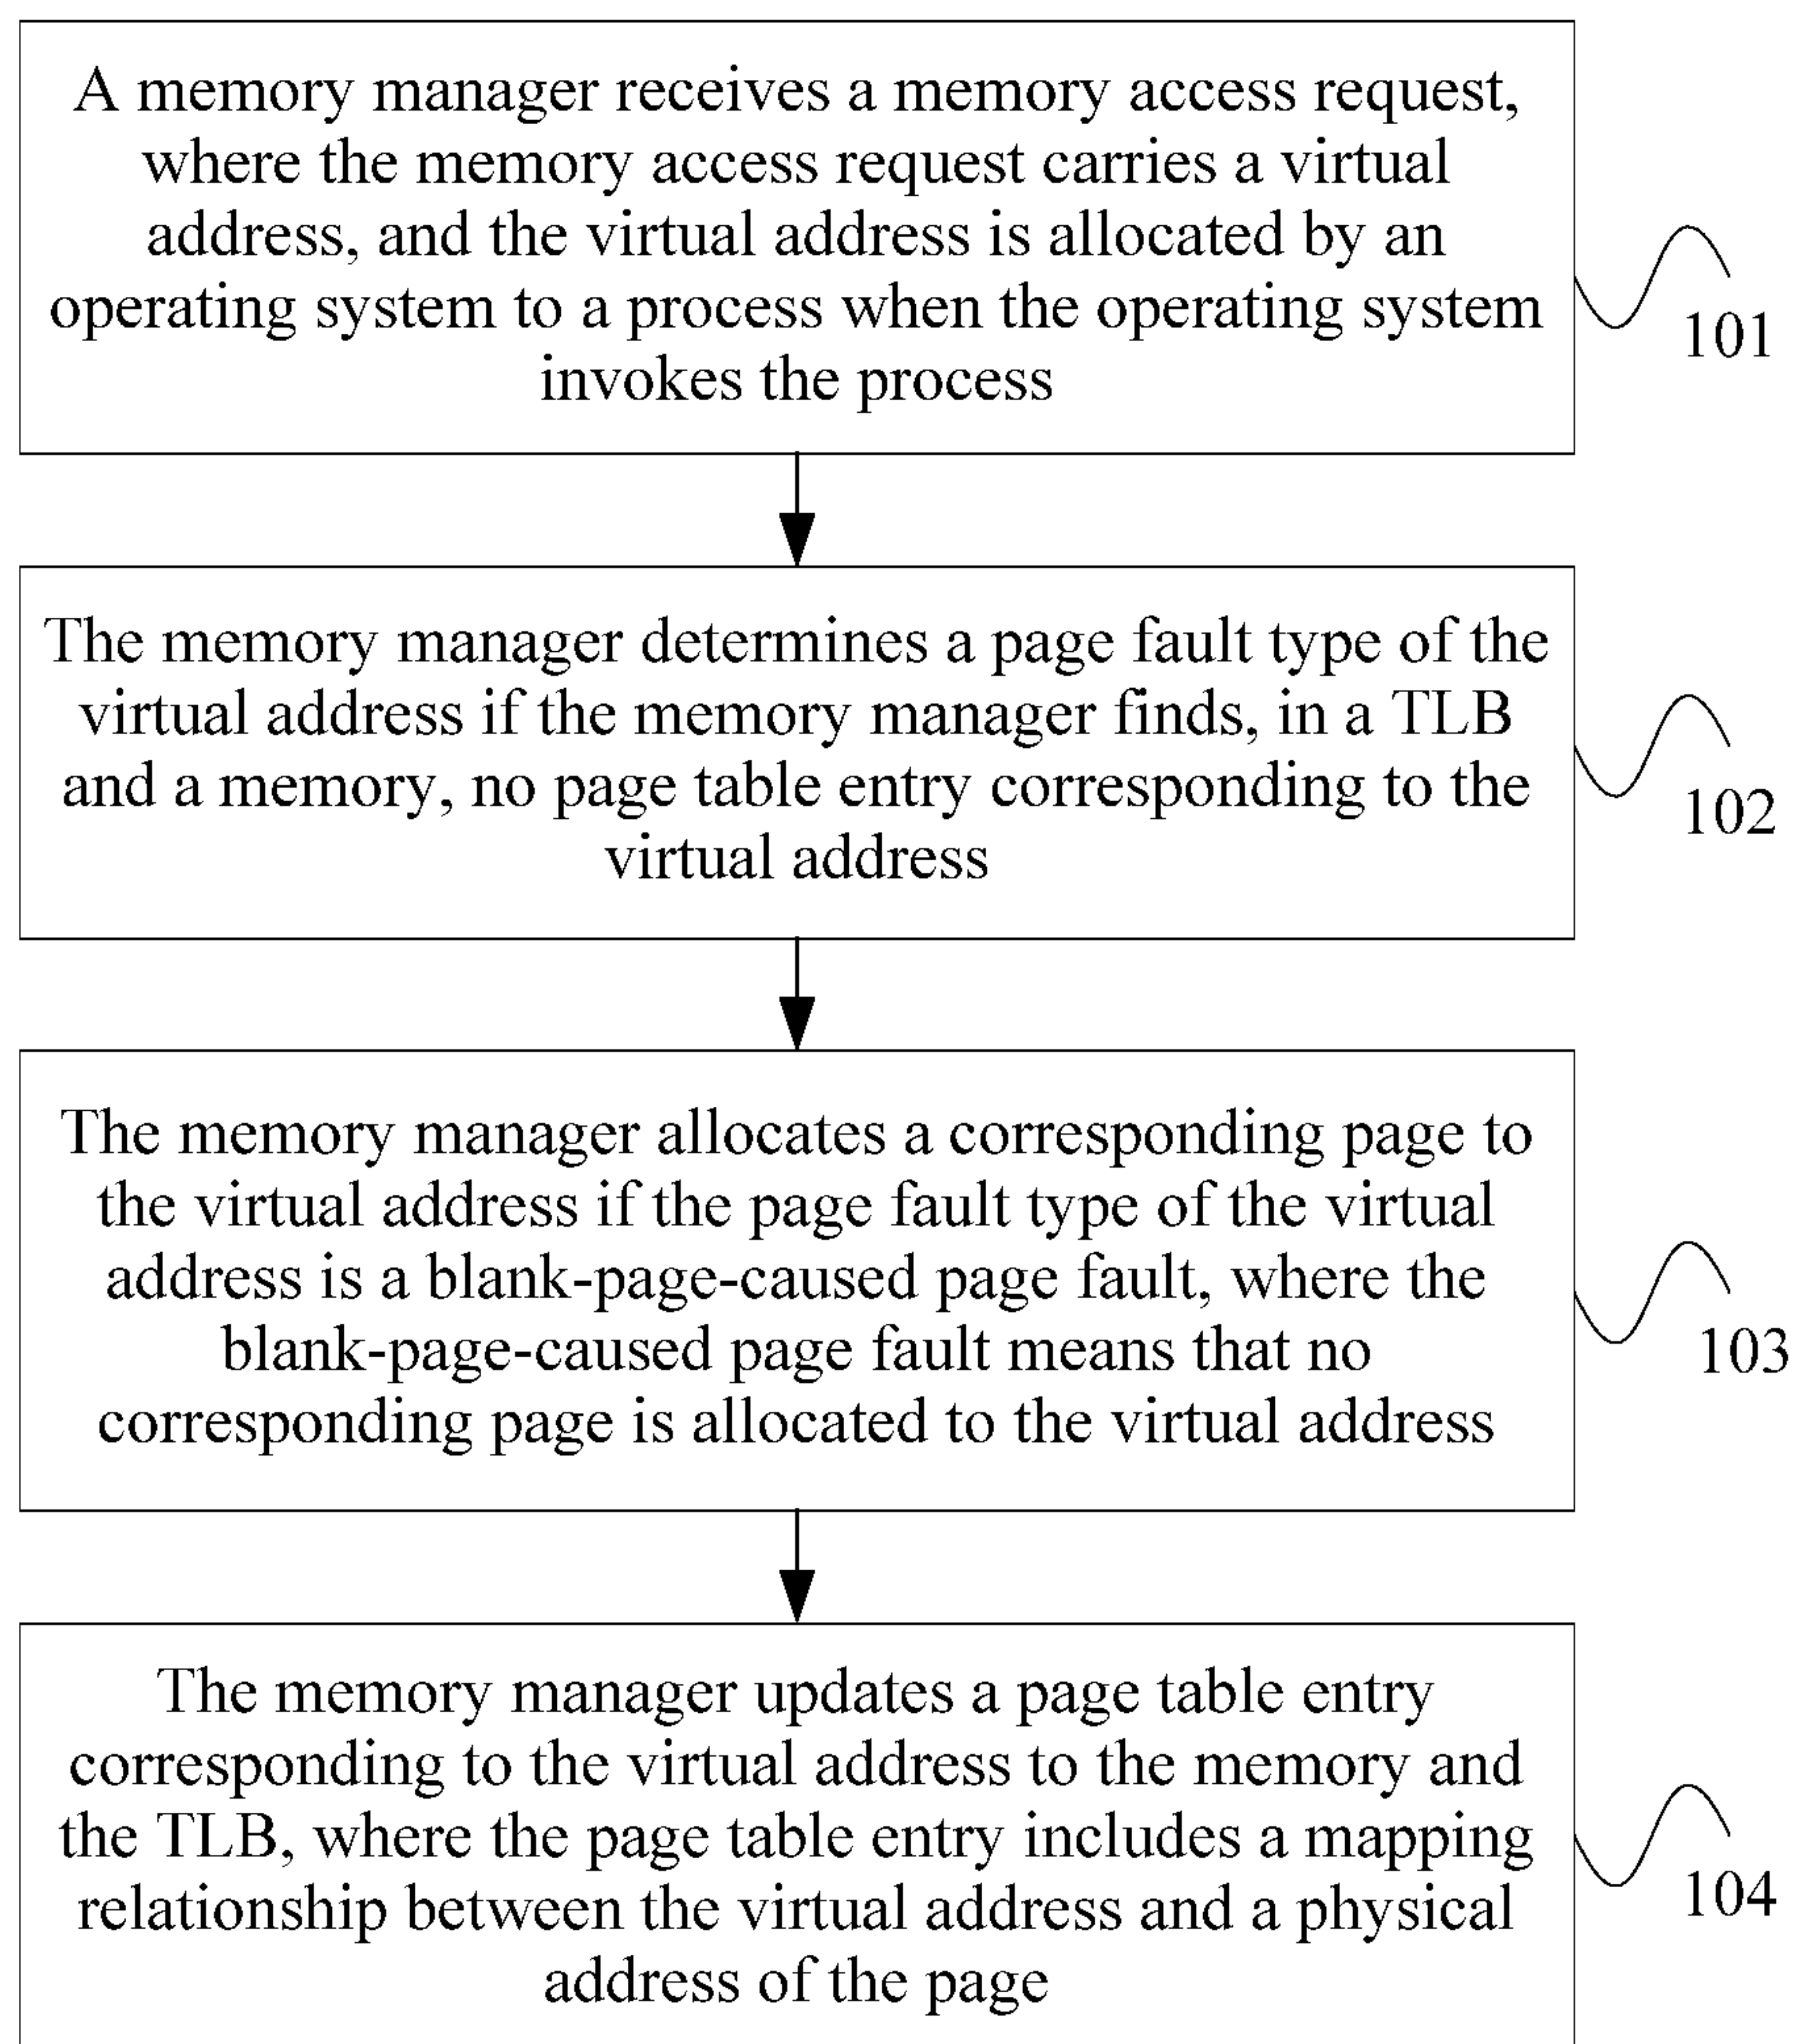 A memory manager receives a memory access request,
where the memory access request carries a virtual
address, and the virtual address is allocated by an
operating system to a process when the operating system
invokes the process
101
The memory manager determines a page fault type of the
virtual address if the memory manager finds, in a TLB
and a memory, no page table entry corresponding to the
virtual address
102
The memory manager allocates a corresponding page to
the virtual address if the page fault type of the virtual
address is a blank-page-caused page fault, where the
blank-page-caused page fault means that no
corresponding page is allocated to the virtual address
103
The memory manager updates a page table entry
corresponding to the virtual address to the memory and
the TLB, where the page table entry includes a mapping
relationship between the virtual address and a physical
address of the page
104